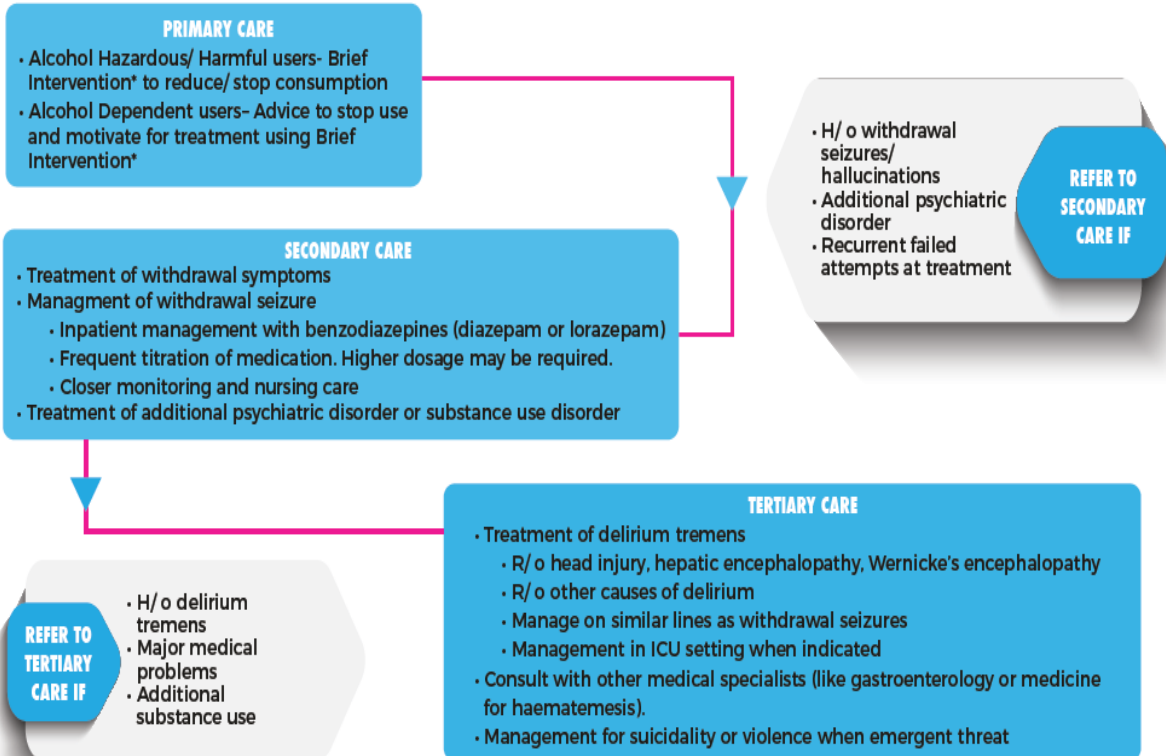 PRIMARY CARE
• Alcohol Hazardous/ Harmful users- Brief
Intervention* to reduce/ stop consumption
• Alcohol Dependent users– Advice to stop use
and motivate for treatment using Brief
Intervention*
• H/ o withdrawal
seizures/
hallucinations
• Additional psychiatric
disorder
• Recurrent failed
attempts at treatment
REFER TO
SECONDARY
CARE IF
SECONDARY CARE
• Treatment of withdrawal symptoms
• Managment of withdrawal seizure
• Inpatient management with benzodiazepines (diazepam or lorazepam)
• Frequent titration of medication. Higher dosage may be required.
• Closer monitoring and nursing care
• Treatment of additional psychiatric disorder or substance use disorder
REFER TO
TERTIARY
CARE IF
• H/ o delirium
tremens
• Major medical
problems
• Additional
substance use
TERTIARY CARE
• Treatment of delirium tremens
• R/ o head injury, hepatic encephalopathy, Wernicke's encephalopathy
• R/ o other causes of delirium
• Manage on similar lines as withdrawal seizures
• Management in ICU setting when indicated
• Consult with other medical specialists (like gastroenterology or medicine
for haematemesis).
• Management for suicidality or violence when emergent threat